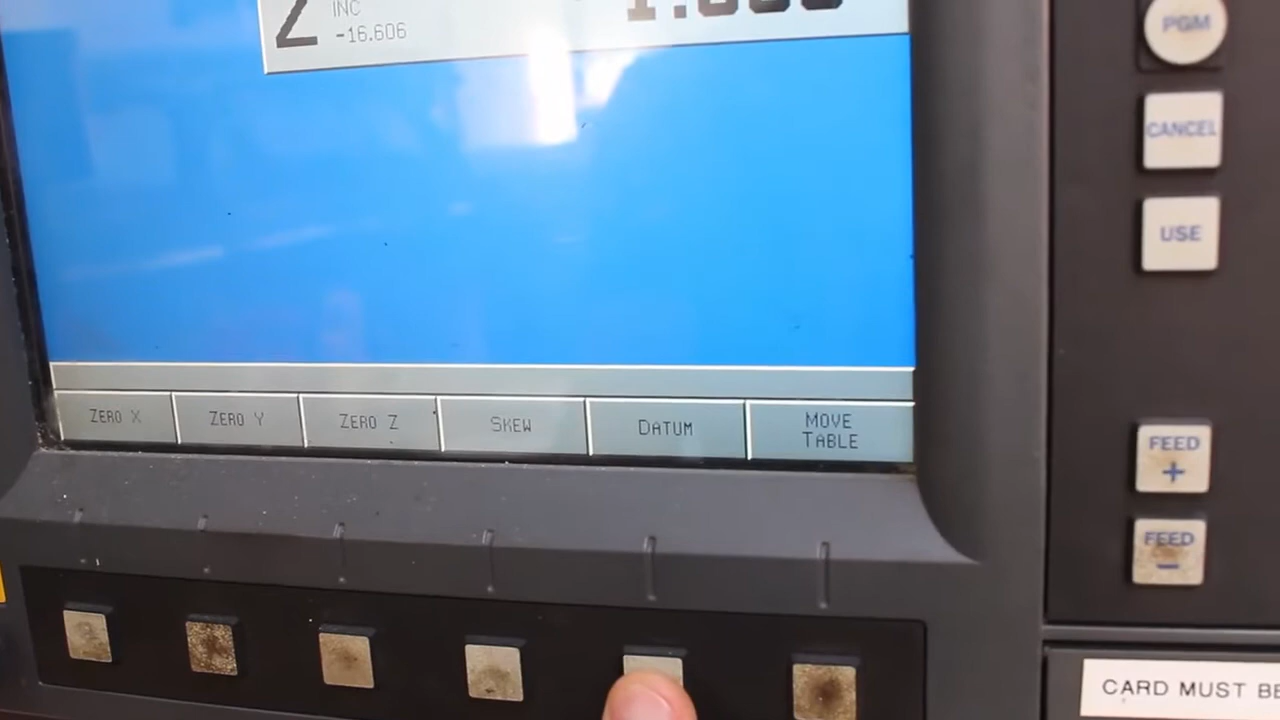 Z
INC
-16.606
PGM
CANCEL
USE
ZERO X
ZERO Y
ZERO Z
SKEW
DATUM
MOVE
TABLE
FEED
+
FEED
-
CARD MUST BE